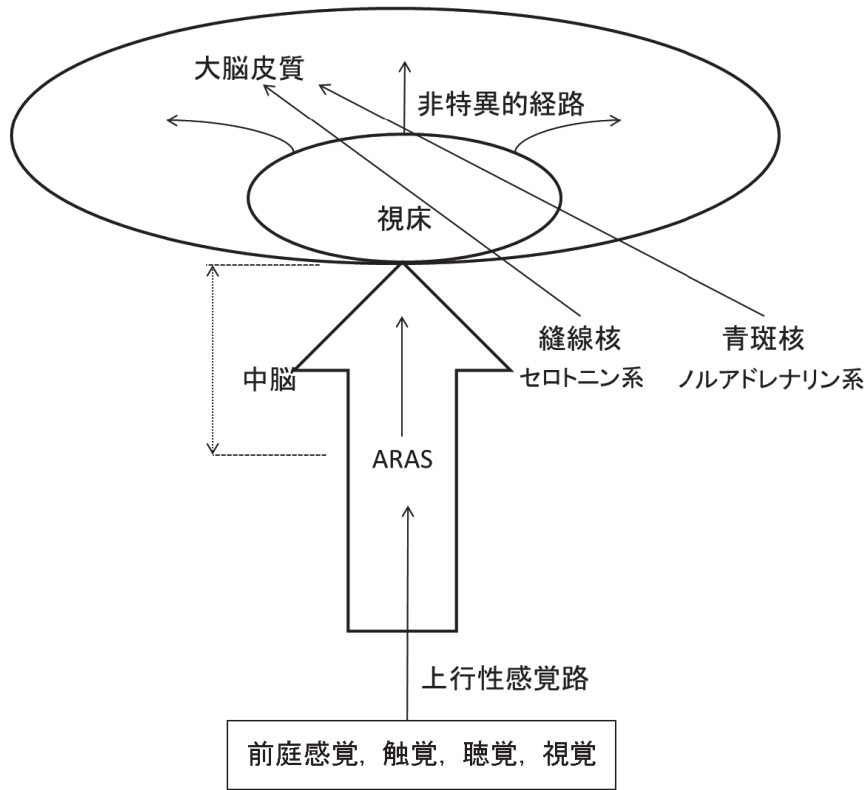 大脳皮質
非特異的経路
視床
縫線核
セロトニン系
青斑核
ノルアドレナリン系
中脳
ARAS
上行性感覚路
前庭感覚, 触覚, 聴覚, 視覚